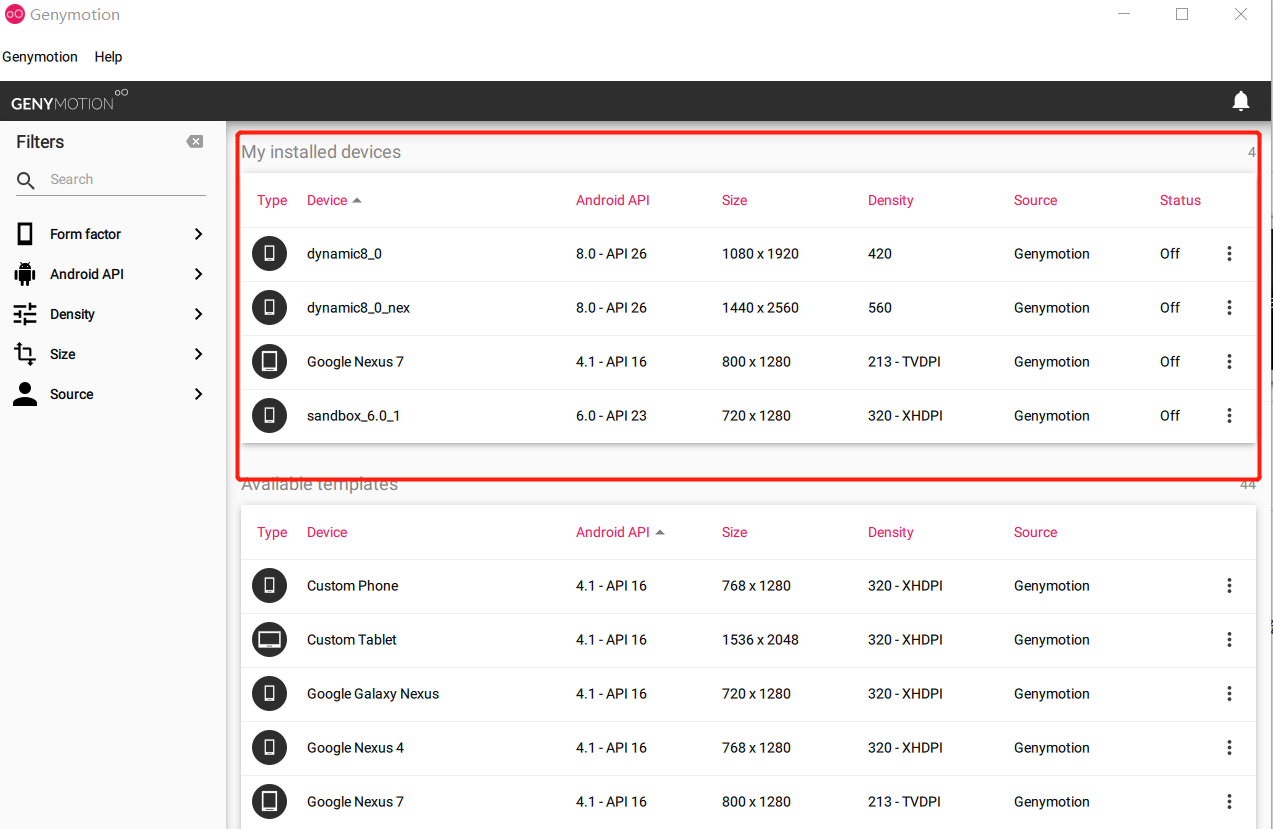 Genymotion
Genymotion Help
GENYMOTION
Filters
Search
Form factor
Android API
Density
Size
Source
My installed devices 4
Type Device Android API Size Density Source Status
dynamic8_0 8.0 - API 26 1080 x 1920 420 Genymotion Off
dynamic8_0_nex 8.0 - API 26 1440 x 2560 560 Genymotion Off
Google Nexus 7 4.1 - API 16 800 x 1280 213 - TVDPI Genymotion Off
sandbox_6.0_1 6.0 - API 23 720 x 1280 320 - XHDPI Genymotion Off
Available templates 44
Type Device Android API Size Density Source
Custom Phone 4.1 - API 16 768 x 1280 320 - XHDPI Genymotion
Custom Tablet 4.1 - API 16 1536 x 2048 320 - XHDPI Genymotion
Google Galaxy Nexus 4.1 - API 16 720 x 1280 320 - XHDPI Genymotion
Google Nexus 4 4.1 - API 16 768 x 1280 320 - XHDPI Genymotion
Google Nexus 7 4.1 - API 16 800 x 1280 213 - TVDPI Genymotion